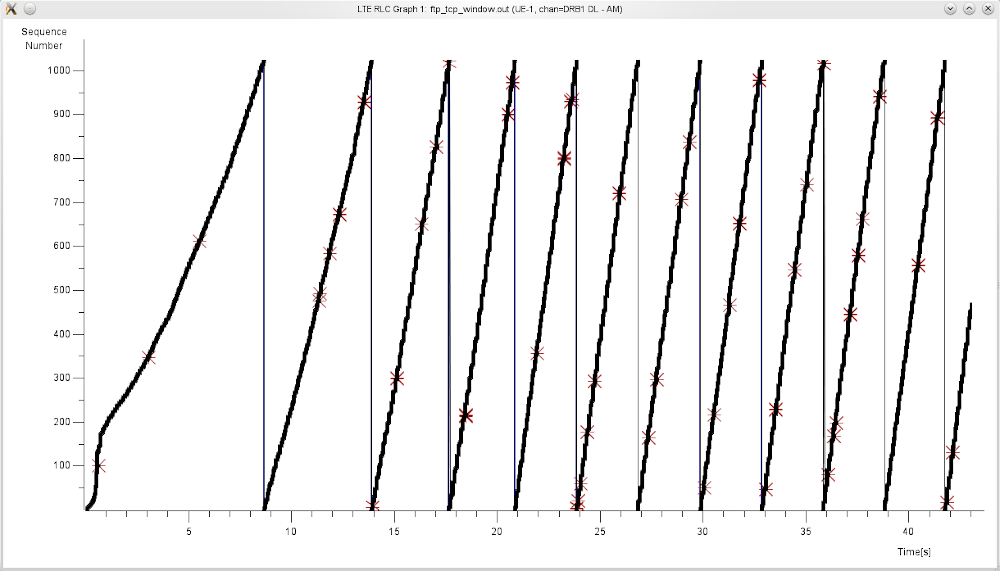 LTE RLC Graph 1: ftp_tcp_window.out (UE-1, chan=DRB1 DL - AM)
Sequence
Number
1000
900
800
700
600
500
400
300
200
100
5 10 15 20 25 30 35 40
Time[s]